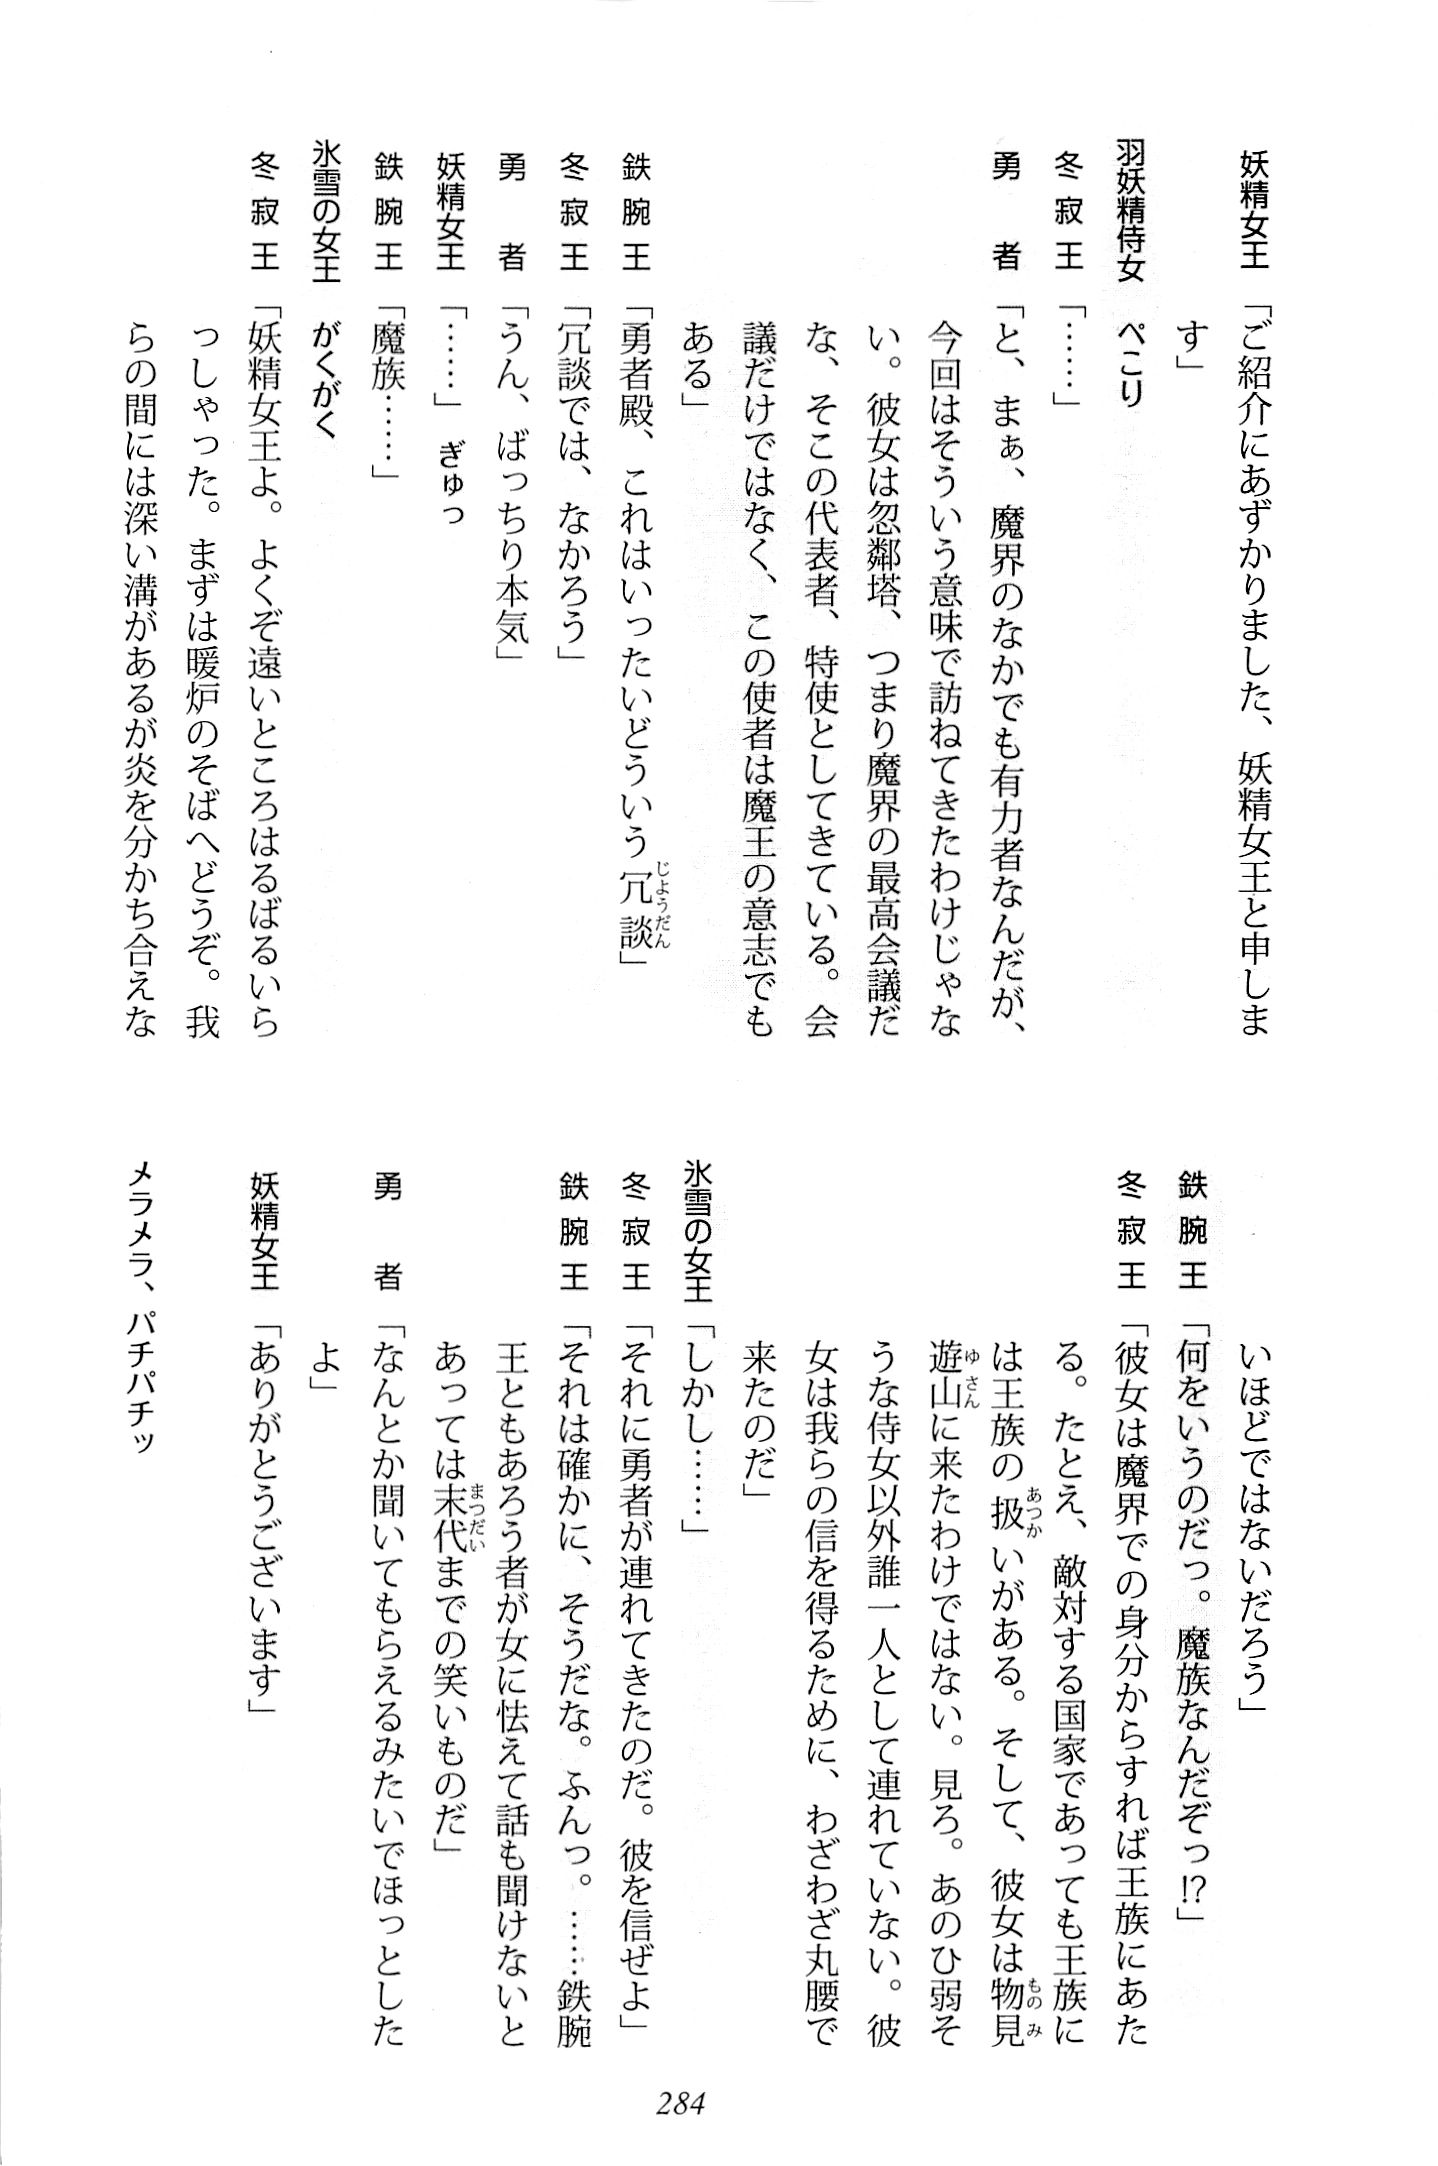 妖精女王「ご紹介にあずかりました、妖精女王と申しま
す」
羽妖精侍女　ぺこり
冬寂王「……」
勇者「と、まぁ、魔界のなかでも有力者なんだが、
今回はそういう意味で訪ねてきたわけじゃな
い。彼女は忽鄰塔、つまり魔界の最高会議だ
な、そこの代表者、特使としてきている。会
議だけではなく、この使者は魔王の意志でも
ある」
鉄腕王「勇者殿、これはいったいどういう冗談」
冬寂王「冗談では、なかろう」
勇者「うん、ばっちり本気」
妖精女王「……」ぎゅっ
鉄腕王「魔族……」
氷雪の女王　がくがく
冬寂王「妖精女王よ。よくぞ遠いところはるばるいら
っしゃった。まずは暖炉のそばへどうぞ。我
らの間には深い溝があるが炎を分かち合えな
いほどではないだろう」
鉄腕王「何をいうのだっ。魔族なんだぞっ!?」
冬寂王「彼女は魔界での身分からすれば王族にあた
る。たとえ、敵対する国家であっても王族に
は王族の扱いがある。そして、彼女は物見
遊山に来たわけではない。見ろ。あのひ弱そ
うな侍女以外誰一人として連れていない。彼
女は我らの信を得るために、わざわざ丸腰で
来たのだ」
氷雪の女王「しかし……」
冬寂王「それに勇者が連れてきたのだ。彼を信ぜよ」
鉄腕王「それは確かに、そうだな。ふんっ。……鉄腕
王ともあろう者が女に怯えて話も聞けないと
あっては末代までの笑いものだ」
勇者「なんとか聞いてもらえるみたいでほっとした
よ」
妖精女王「ありがとうございます」
メラメラ、パチパチッ
284